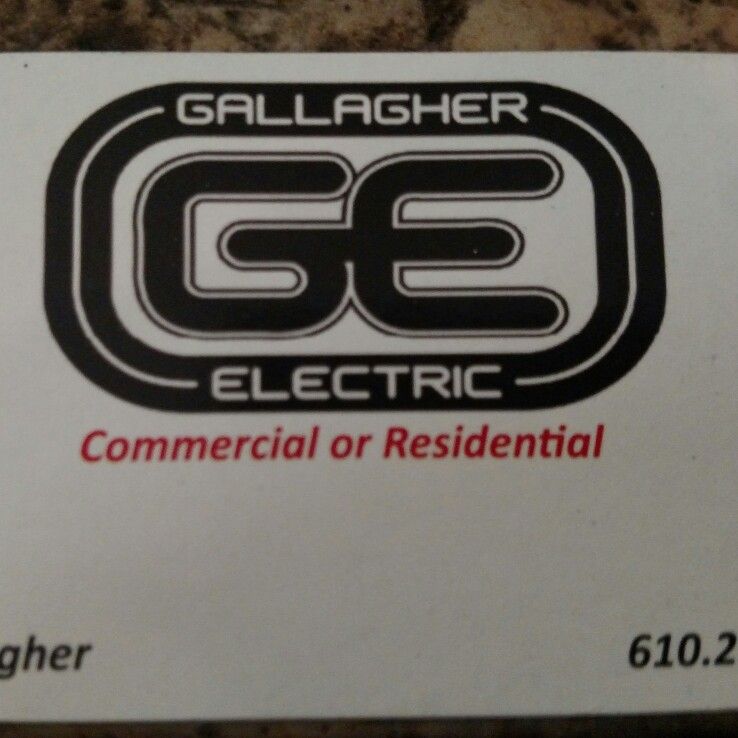 GALLAGHER
GE
ELECTRIC
Commercial or Residential
gher 610.2